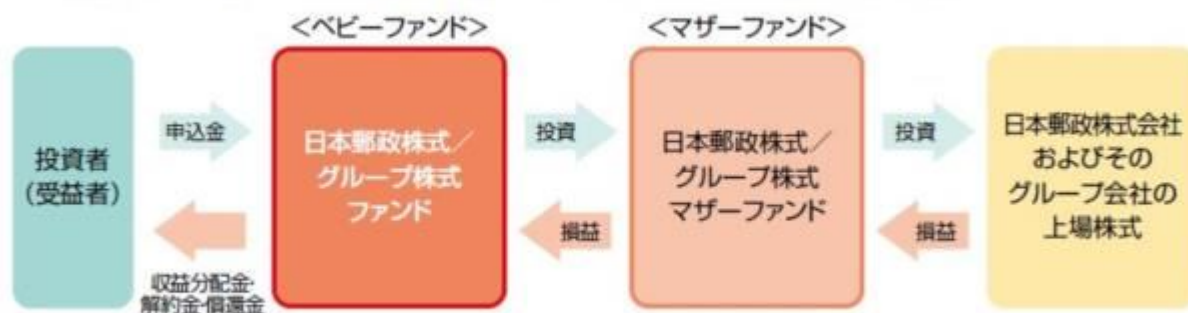 <ベビーファンド>
<マザーファンド>
投資者
(受益者)
申込金
収益分配金・
解約金・償還金
日本郵政株式/
グループ株式
ファンド
投資
損益
日本郵政株式/
グループ株式
マザーファンド
投資
損益
日本郵政株式会社
およびその
グループ会社の
上場株式